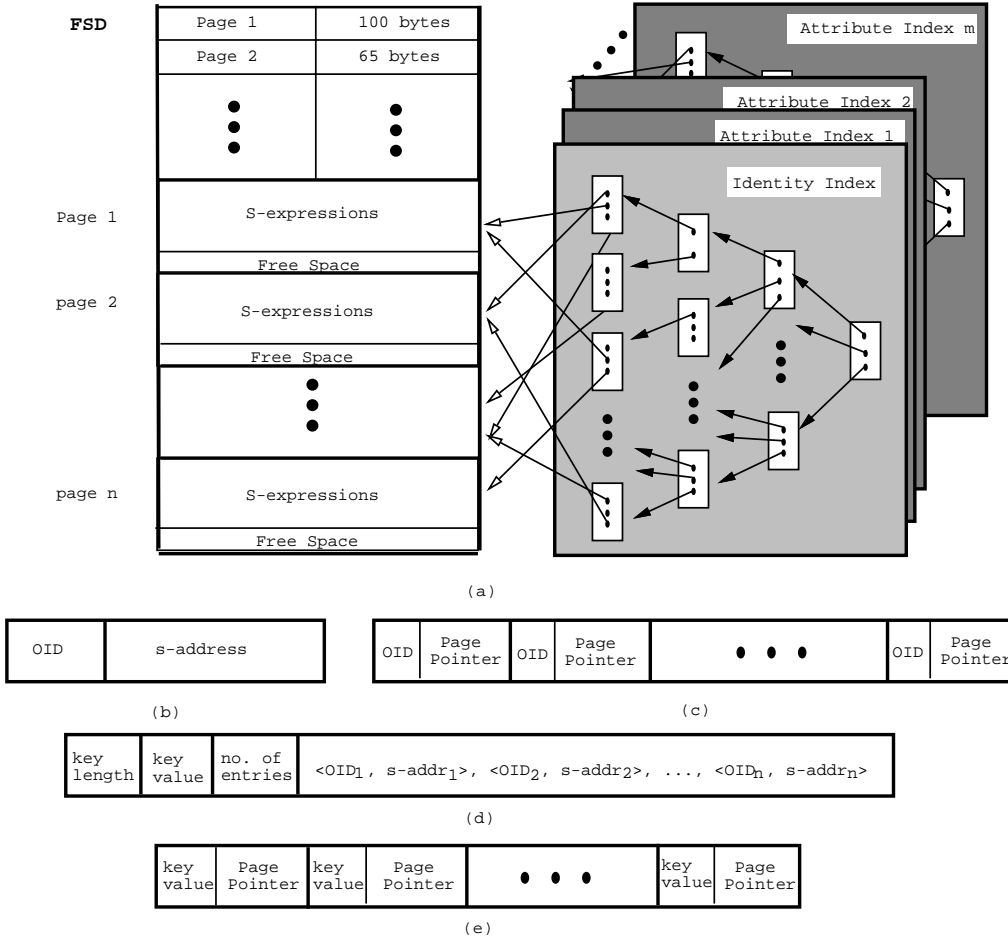 FSD
Page 1 100 bytes
Page 2 65 bytes
Attribute Index m
Attribute Index 2
Attribute Index 1
Identity Index
Page 1
S-expressions
Free Space
page 2
S-expressions
Free Space
page n
S-expressions
Free Space
(a)
OID s-address
(b)
OID Page Pointer OID Page Pointer OID Page Pointer
(c)
key length key value no. of entries <OID1, s-addr1>, <OID2, s-addr2>, ..., <OIDn, s-addrn>
(d)
key value Page Pointer key value Page Pointer key value Page Pointer
(e)